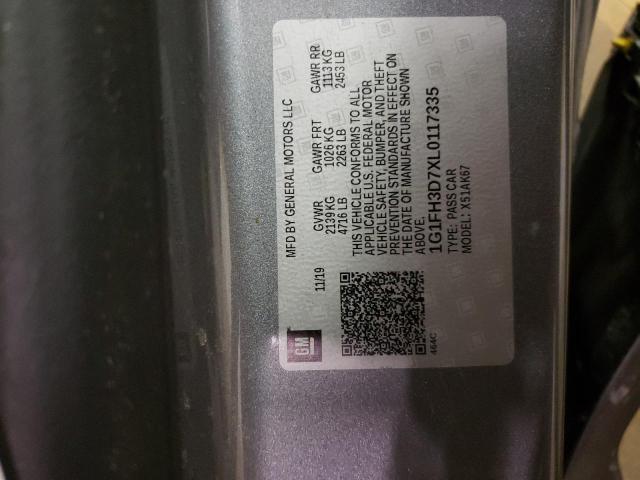 MFD BY GENERAL MOTORS LLC
11/19
GVWR GAWR FRT GAWR RR
2139 KG 1026 KG 1113 KG
4716 LB 2263 LB 2453 LB
THIS VEHICLE CONFORMS TO ALL
APPLICABLE U.S. FEDERAL MOTOR
VEHICLE SAFETY, BUMPER, AND THEFT
PREVENTION STANDARDS IN EFFECT ON
THE DATE OF MANUFACTURE SHOWN
ABOVE.
1G1FH3D7XL0117335
TYPE: PASS CAR
MODEL: X51AK67
GM
464C